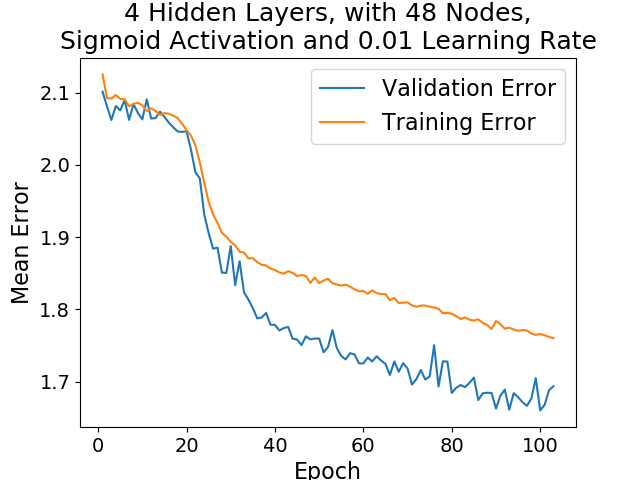 4 Hidden Layers, with 48 Nodes,
Sigmoid Activation and 0.01 Learning Rate
Validation Error
Training Error
Mean Error
2.1
2.0
1.9
1.8
1.7
0 20 40 60 80 100
Epoch